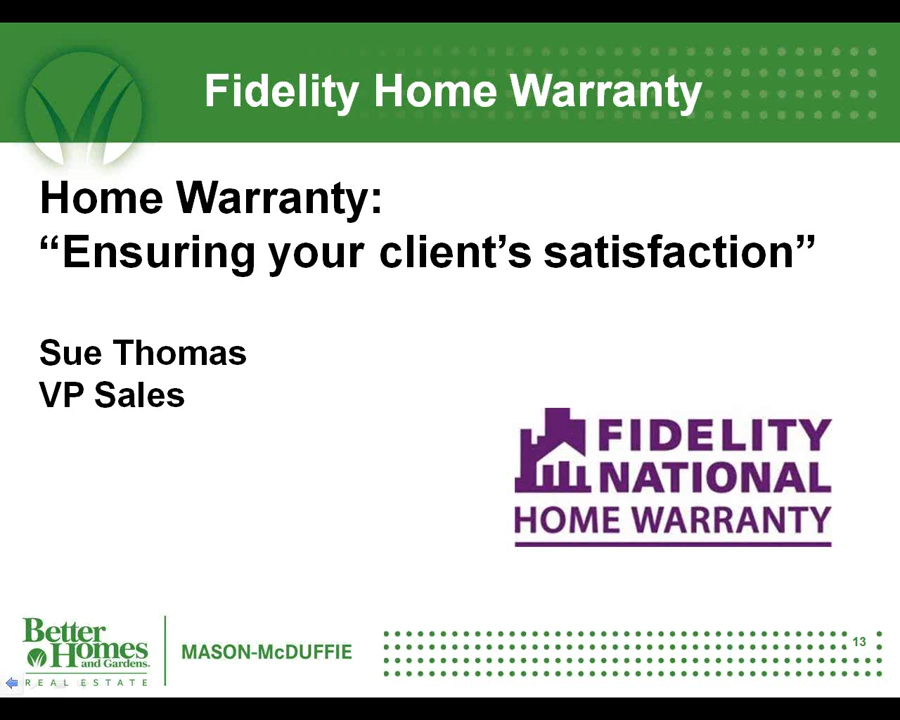 Fidelity Home Warranty
Home Warranty:
“Ensuring your client’s satisfaction”
Sue Thomas
VP Sales
FIDELITY
NATIONAL
HOME WARRANTY
Better
Homes
and Gardens.
REAL ESTATE
MASON-McDUFFIE
13